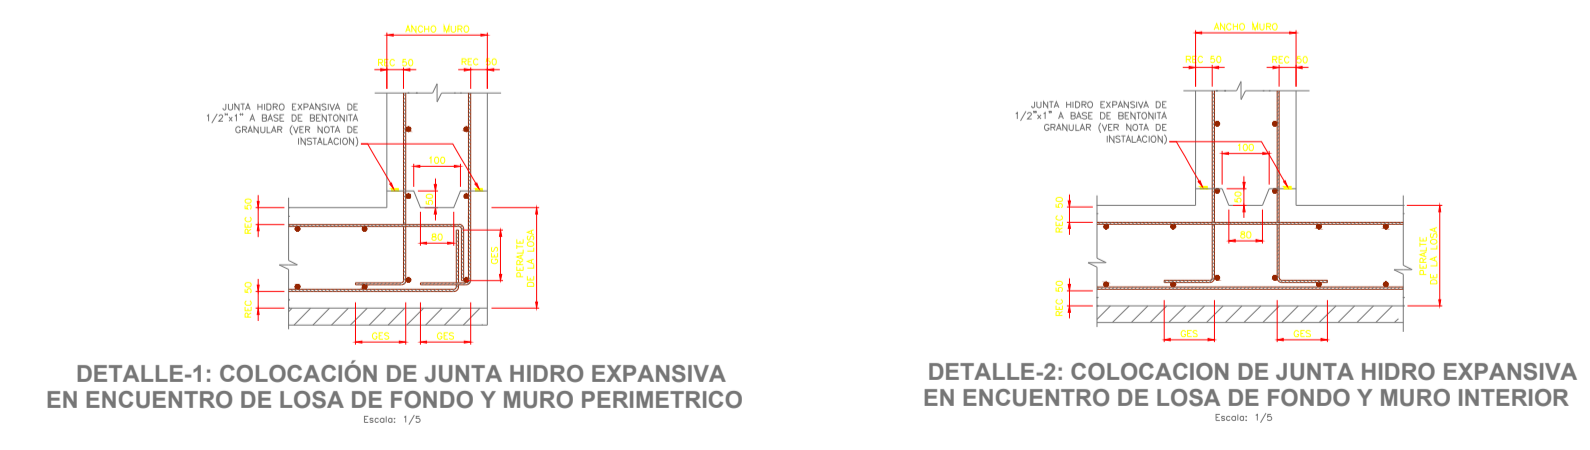 ANCHO MURO
REC 50
REC 50
JUNTA HIDRO EXPANSIVA DE
1/2"x1" A BASE DE BENTONITA
GRANULAR (VER NOTA DE
INSTALACION)
100
50
REC 50
80
GES
PERALTE
DE LA LOSA
REC 50
GES
GES
DETALLE-1: COLOCACIÓN DE JUNTA HIDRO EXPANSIVA
EN ENCUENTRO DE LOSA DE FONDO Y MURO PERIMETRICO
Escala: 1/5
ANCHO MURO
REC 50
REC 50
JUNTA HIDRO EXPANSIVA DE
1/2"x1" A BASE DE BENTONITA
GRANULAR (VER NOTA DE
INSTALACION)
100
50
REC 50
80
PERALTE
DE LA LOSA
REC 50
GES
GES
DETALLE-2: COLOCACION DE JUNTA HIDRO EXPANSIVA
EN ENCUENTRO DE LOSA DE FONDO Y MURO INTERIOR
Escala: 1/5